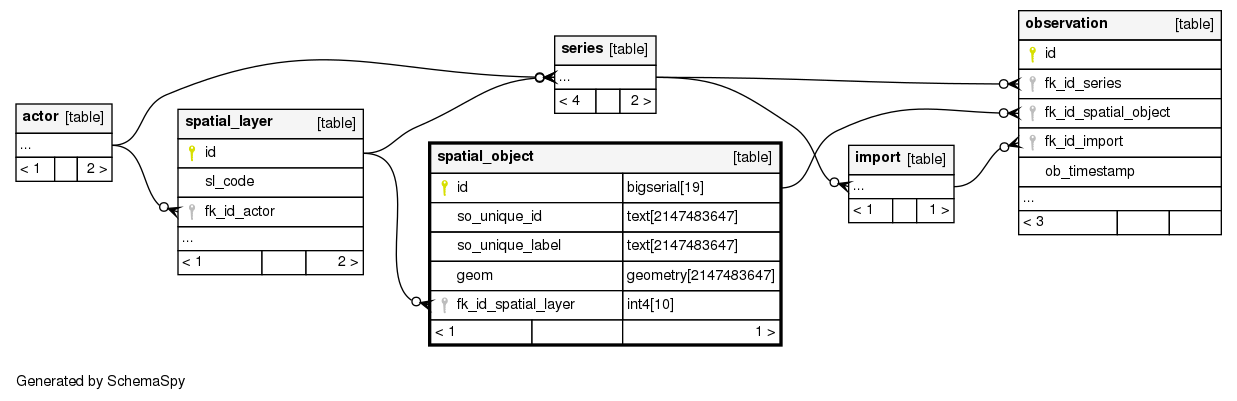 actor [table]
...
< 1 2 >
spatial_layer [table]
id
sl_code
fk_id_actor
...
< 1 2 >
series [table]
...
< 4 2 >
spatial_object [table]
id bigserial[19]
so_unique_id text[2147483647]
so_unique_label text[2147483647]
geom geometry[2147483647]
fk_id_spatial_layer int4[10]
< 1 1 >
import [table]
...
< 1 1 >
observation [table]
id
fk_id_series
fk_id_spatial_object
fk_id_import
ob_timestamp
...
< 3
Generated by SchemaSpy